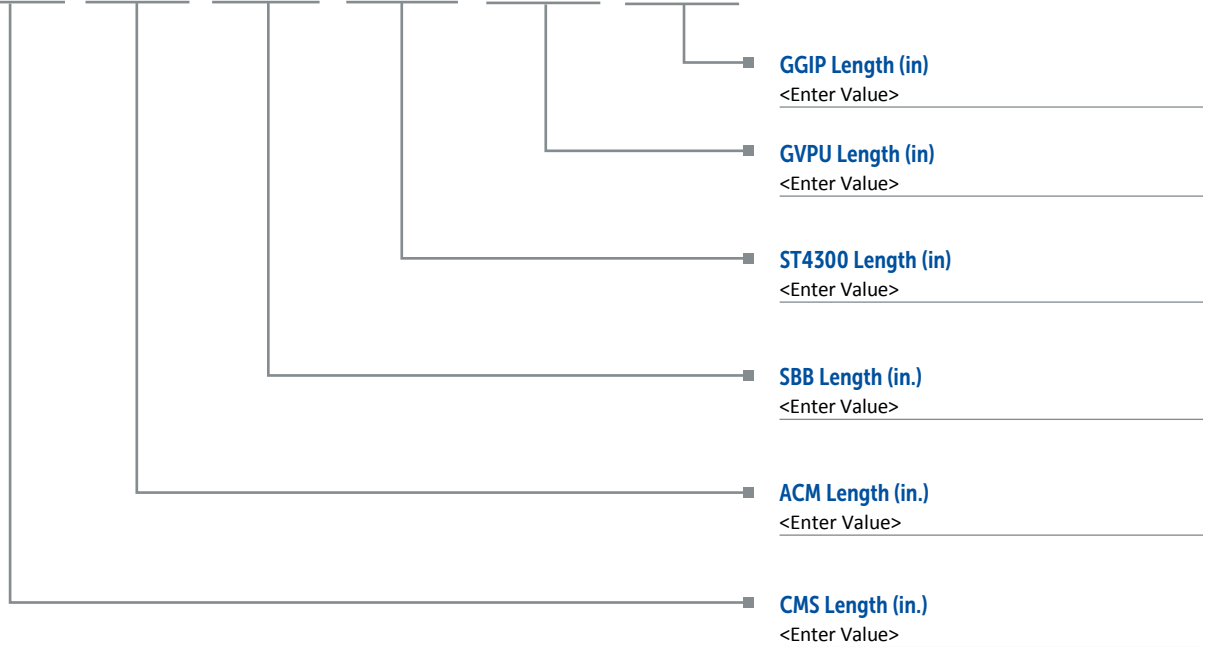 GGIP Length (in)
<Enter Value>
GVPU Length (in)
<Enter Value>
ST4300 Length (in)
<Enter Value>
SBB Length (in.)
<Enter Value>
ACM Length (in.)
<Enter Value>
CMS Length (in.)
<Enter Value>